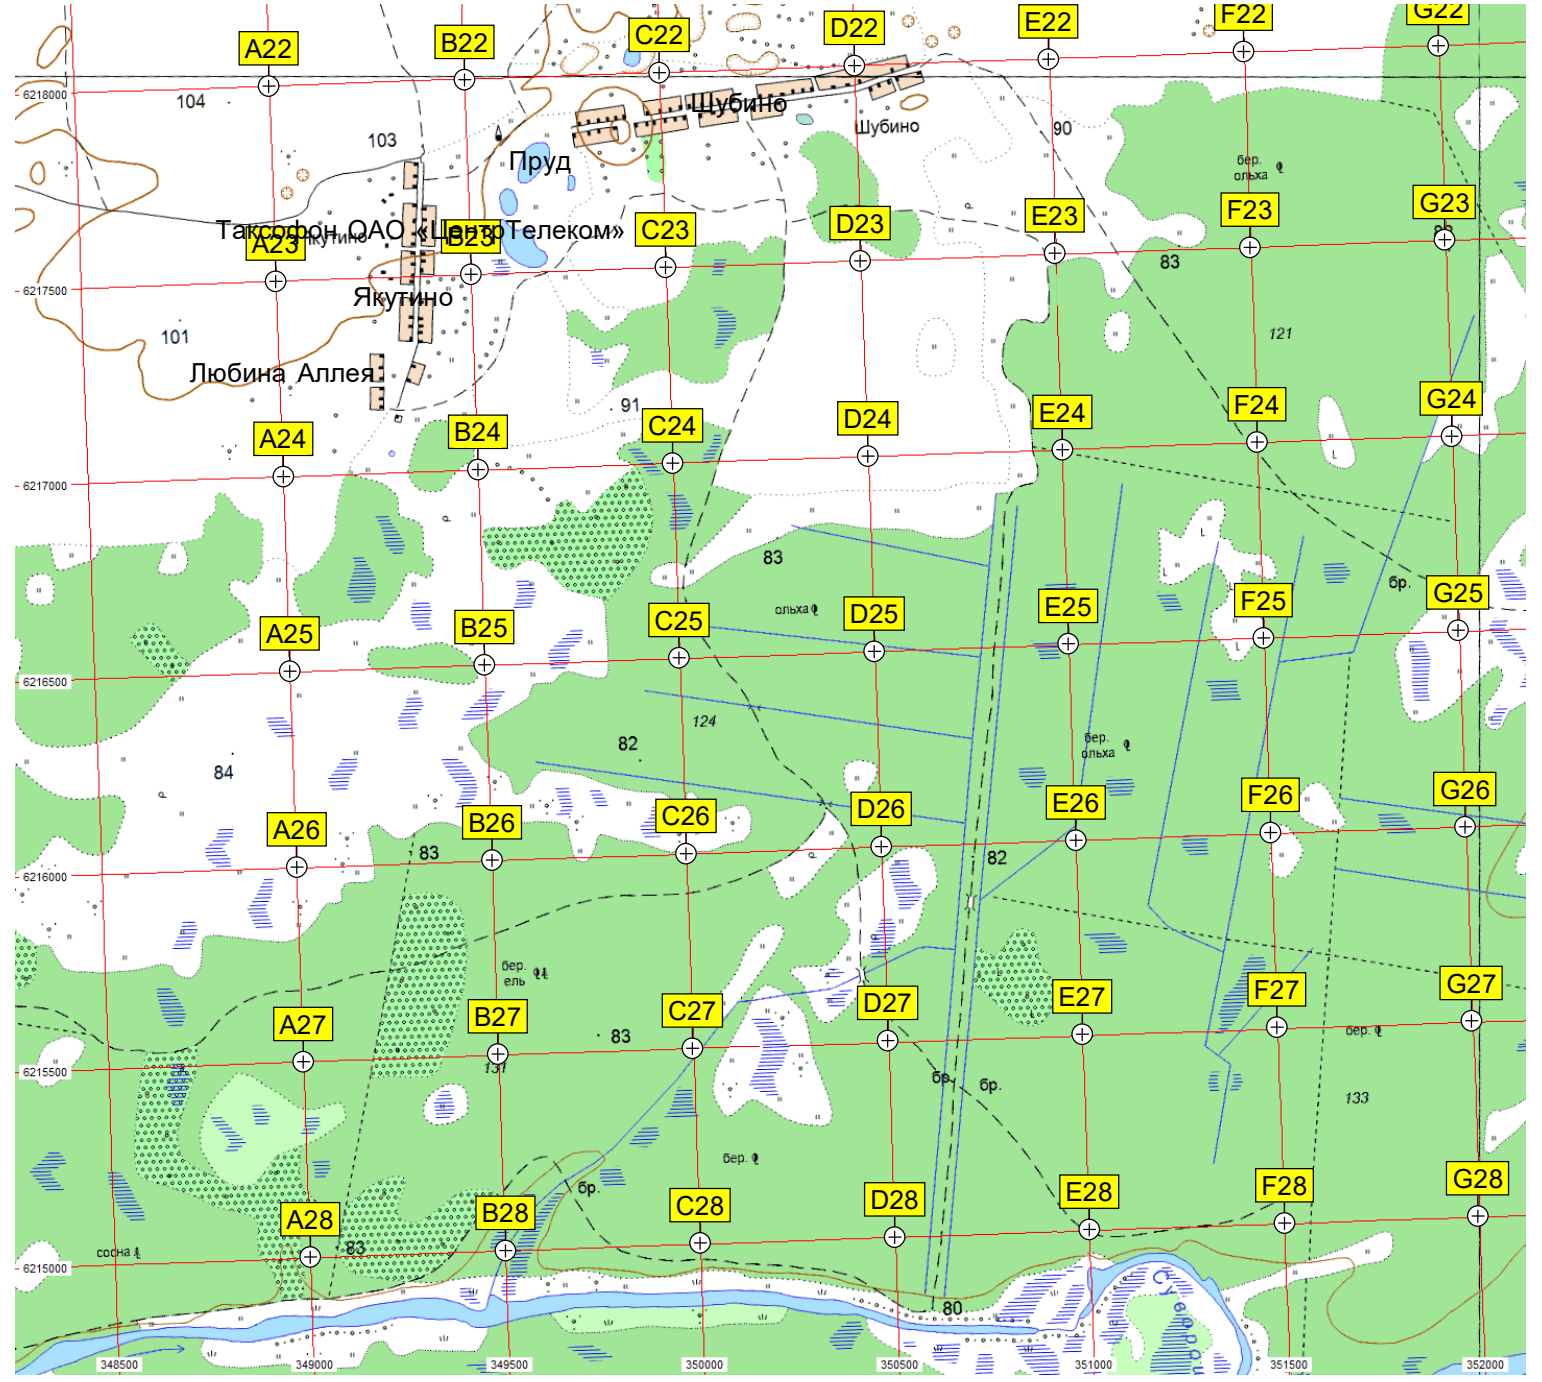 A22 B22 C22 D22 E22 F22 G22
6218000
104
103
Шубино
Шубино
90
Пруд
бер.
ольха
Таксофон ОАО «ЦентрТелеком»
A23 B23 C23 D23 E23 F23 G23
83
6217500
101
Якутино
121
Любина Аллея
91
A24 B24 C24 D24 E24 F24 G24
6217000
83
бр.
ольха
A25 B25 C25 D25 E25 F25 G25
6216500
124
82
84
бер.
ольха
A26 B26 C26 D26 E26 F26 G26
83
82
6216000
бер.
ель
A27 B27 C27 D27 E27 F27 G27
83
бер.
131
6215500
бр.
бр.
133
бер.
бр.
A28 B28 C28 D28 E28 F28 G28
сосна
83
6215000
80
348500 349000 349500 350000 350500 351000 351500 352000